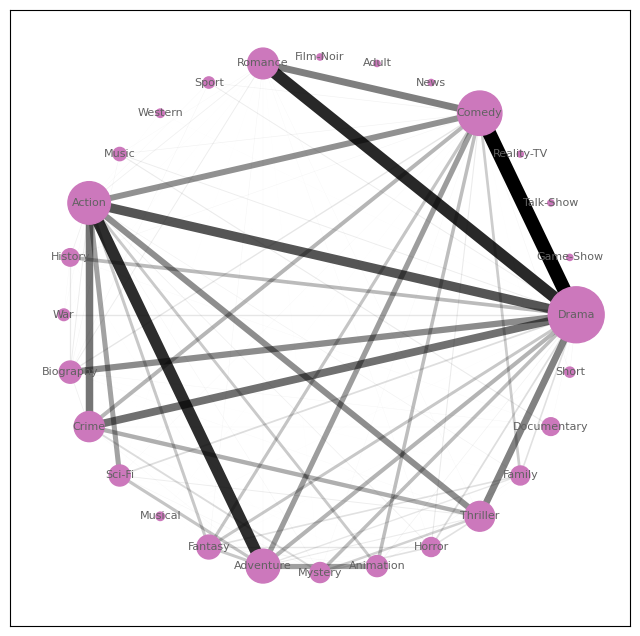 Film-Noir
Romance
Adult
Sport
News
Western
Comedy
Music
Reality-TV
Action
Talk-Show
History
Game-Show
War
Drama
Biography
Short
Crime
Documentary
Sci-Fi
Family
Musical
Thriller
Fantasy
Horror
Adventure
Mystery
Animation